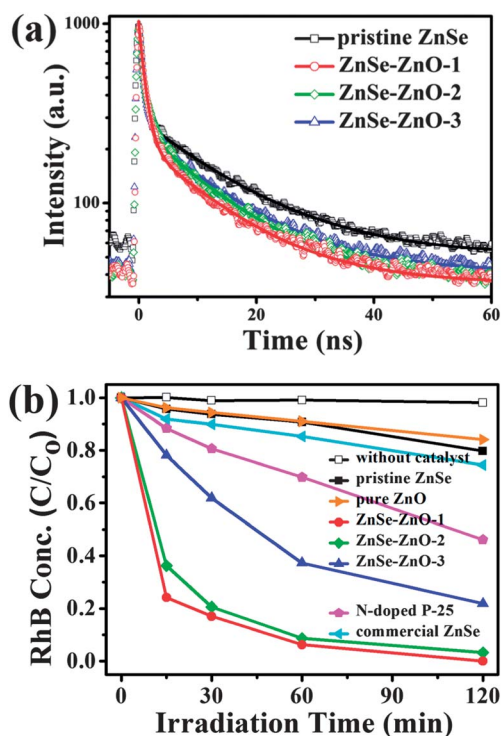 (a)
1000
100
Intensity (a.u.)
pristine ZnSe
ZnSe-ZnO-1
ZnSe-ZnO-2
ZnSe-ZnO-3
0
20
40
60
Time (ns)
(b)
1.0
0.8
0.6
0.4
0.2
0.0
RhB Conc. (C/C₀)
without catalyst
pristine ZnSe
pure ZnO
ZnSe-ZnO-1
ZnSe-ZnO-2
ZnSe-ZnO-3
N-doped P-25
commercial ZnSe
0
30
60
90
120
Irradiation Time (min)